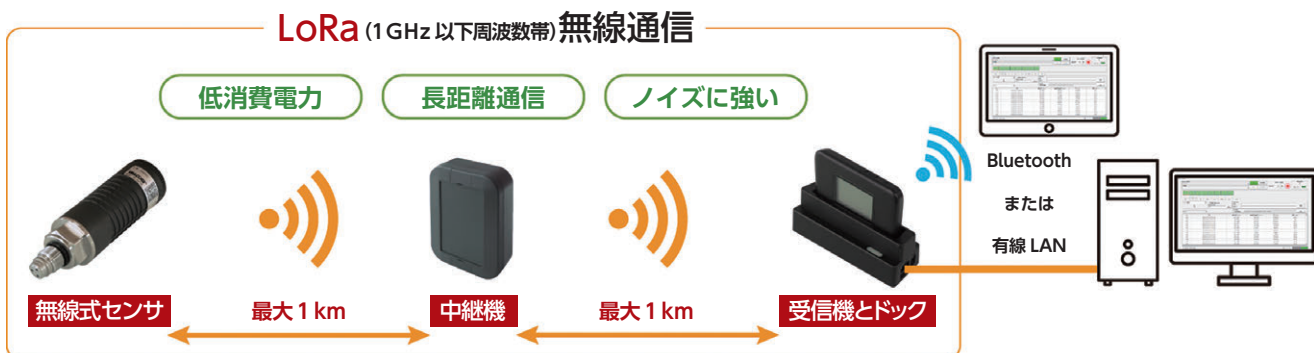 LoRa (1GHz 以下周波数帯) 無線通信
低消費電力
長距離通信
ノイズに強い
Bluetooth
または
有線 LAN
無線式センサ
最大 1 km
中継機
最大 1 km
受信機とドック